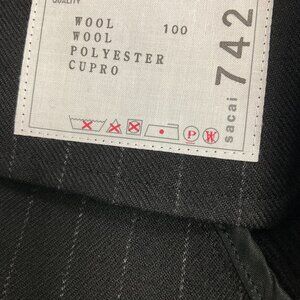 QUALITY
WOOL 100
WOOL
POLYESTER
CUPRO
P W
sacai 742